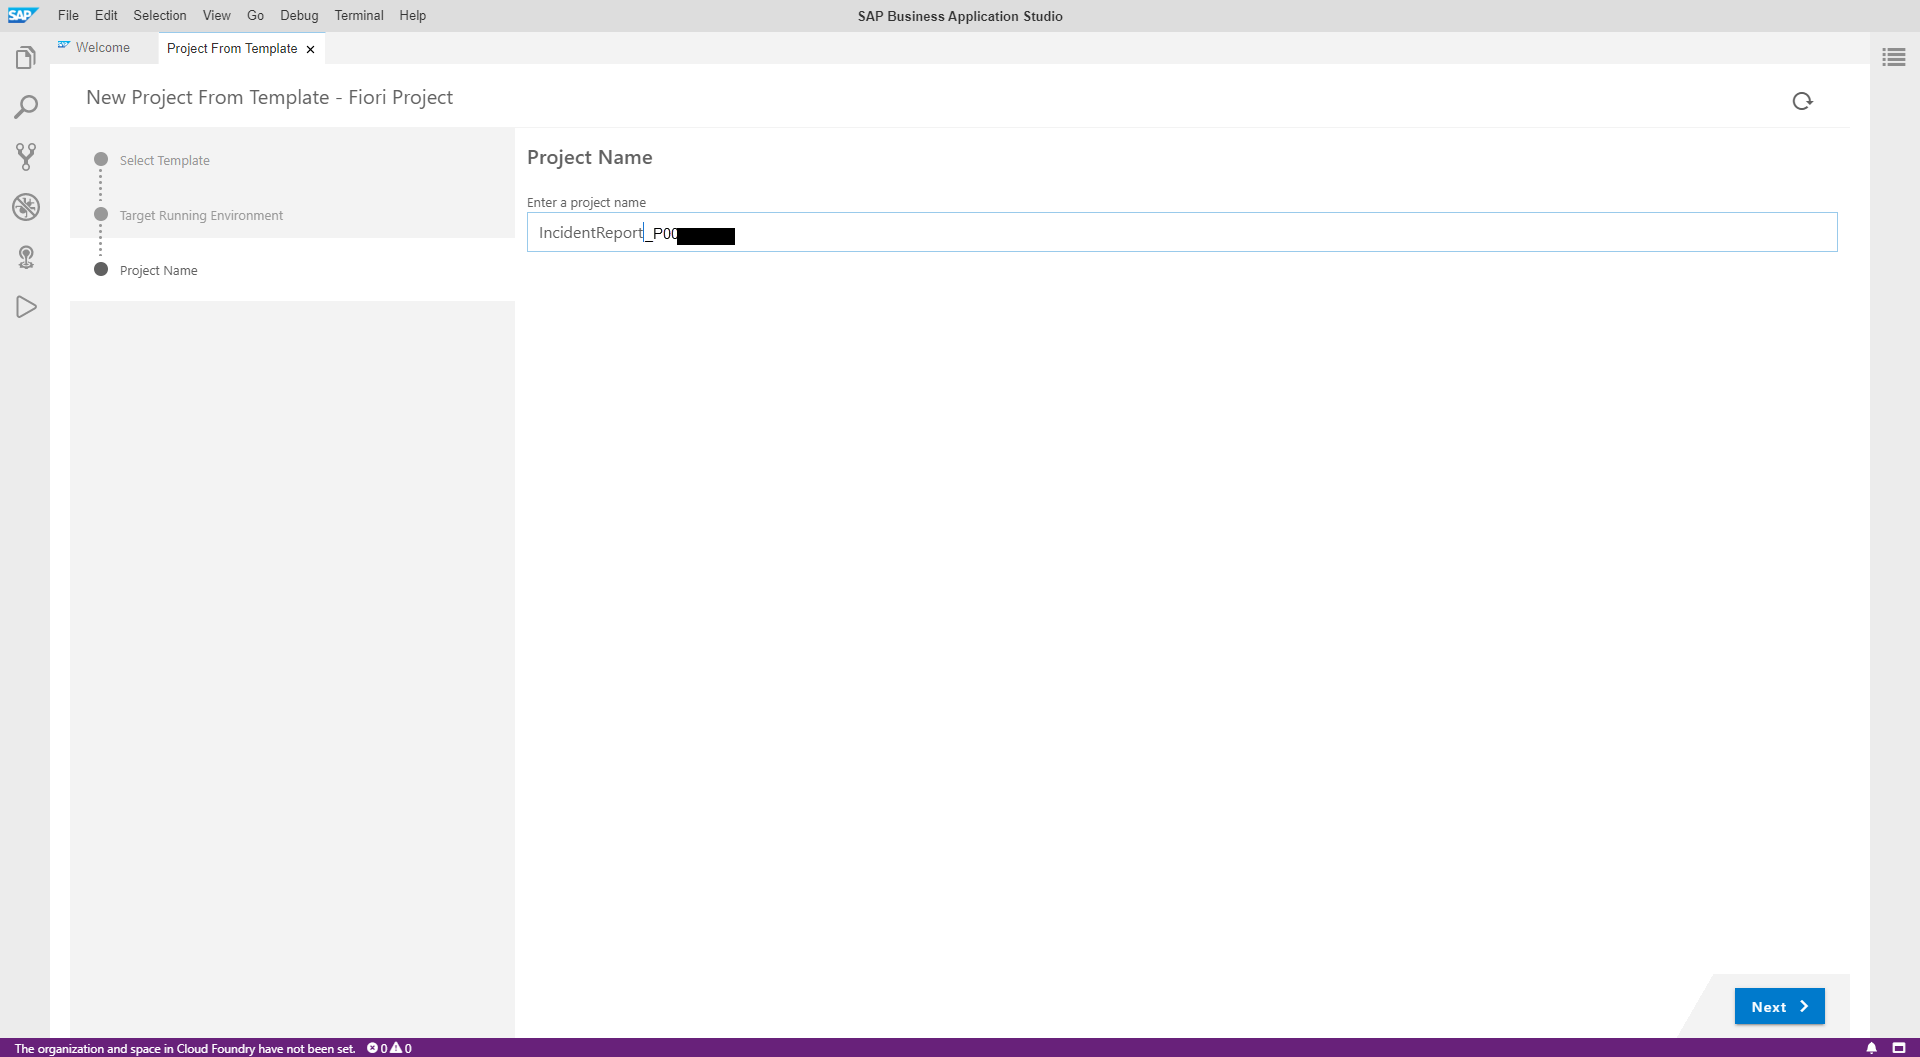 SAP File Edit Selection View Go Debug Terminal Help SAP Business Application Studio
SAP Welcome Project From Template
New Project From Template - Fiori Project
Select Template
Target Running Environment
Project Name
Project Name
Enter a project name
IncidentReport_P00
Next
The organization and space in Cloud Foundry have not been set. 0 0